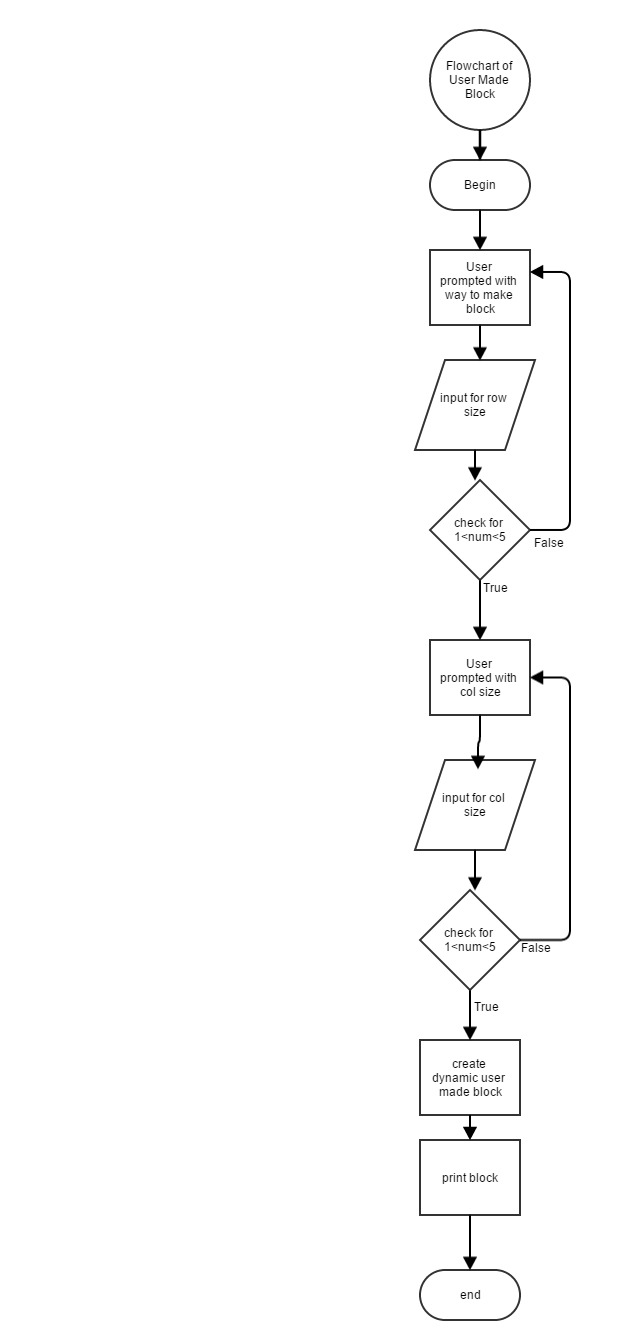 Flowchart of
User Made
Block
Begin
User
prompted with
way to make
block
input for row
size
check for
1<num<5
False
True
User
prompted with
col size
input for col
size
check for
1<num<5
False
True
create
dynamic user
made block
print block
end